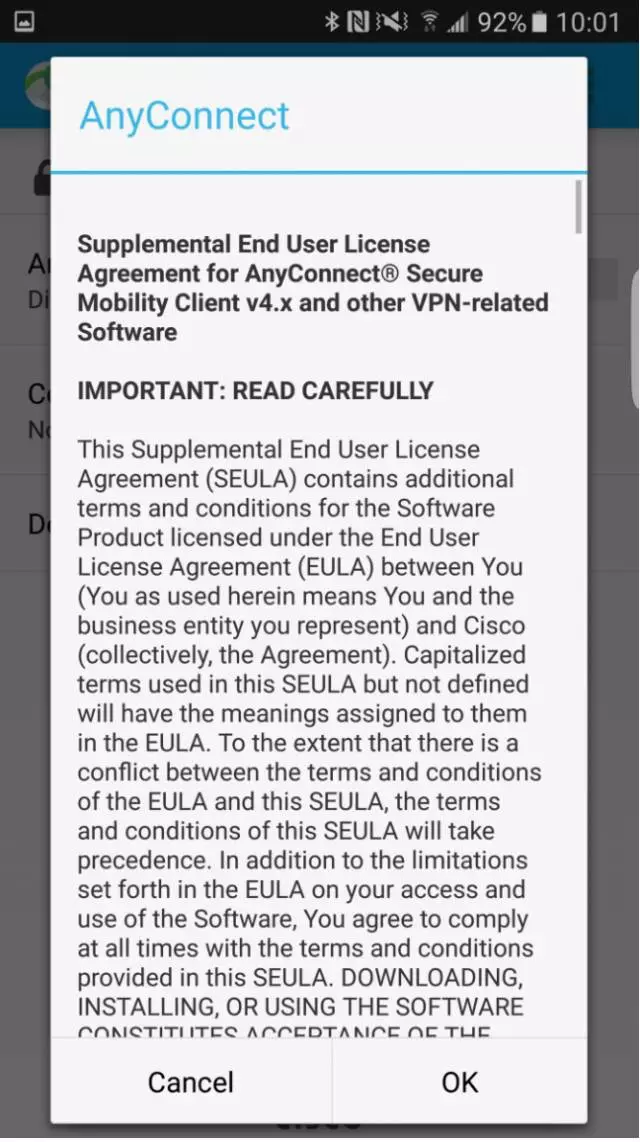 92% 10:01
AnyConnect
Supplemental End User License
Agreement for AnyConnect® Secure
Mobility Client v4.x and other VPN-related
Software
IMPORTANT: READ CAREFULLY
This Supplemental End User License
Agreement (SEULA) contains additional
terms and conditions for the Software
Product licensed under the End User
License Agreement (EULA) between You
(You as used herein means You and the
business entity you represent) and Cisco
(collectively, the Agreement). Capitalized
terms used in this SEULA but not defined
will have the meanings assigned to them
in the EULA. To the extent that there is a
conflict between the terms and conditions
of the EULA and this SEULA, the terms
and conditions of this SEULA will take
precedence. In addition to the limitations
set forth in the EULA on your access and
use of the Software, You agree to comply
at all times with the terms and conditions
provided in this SEULA. DOWNLOADING,
INSTALLING, OR USING THE SOFTWARE
CONSTITUTES ACCEPTANCE OF THE
Cancel OK